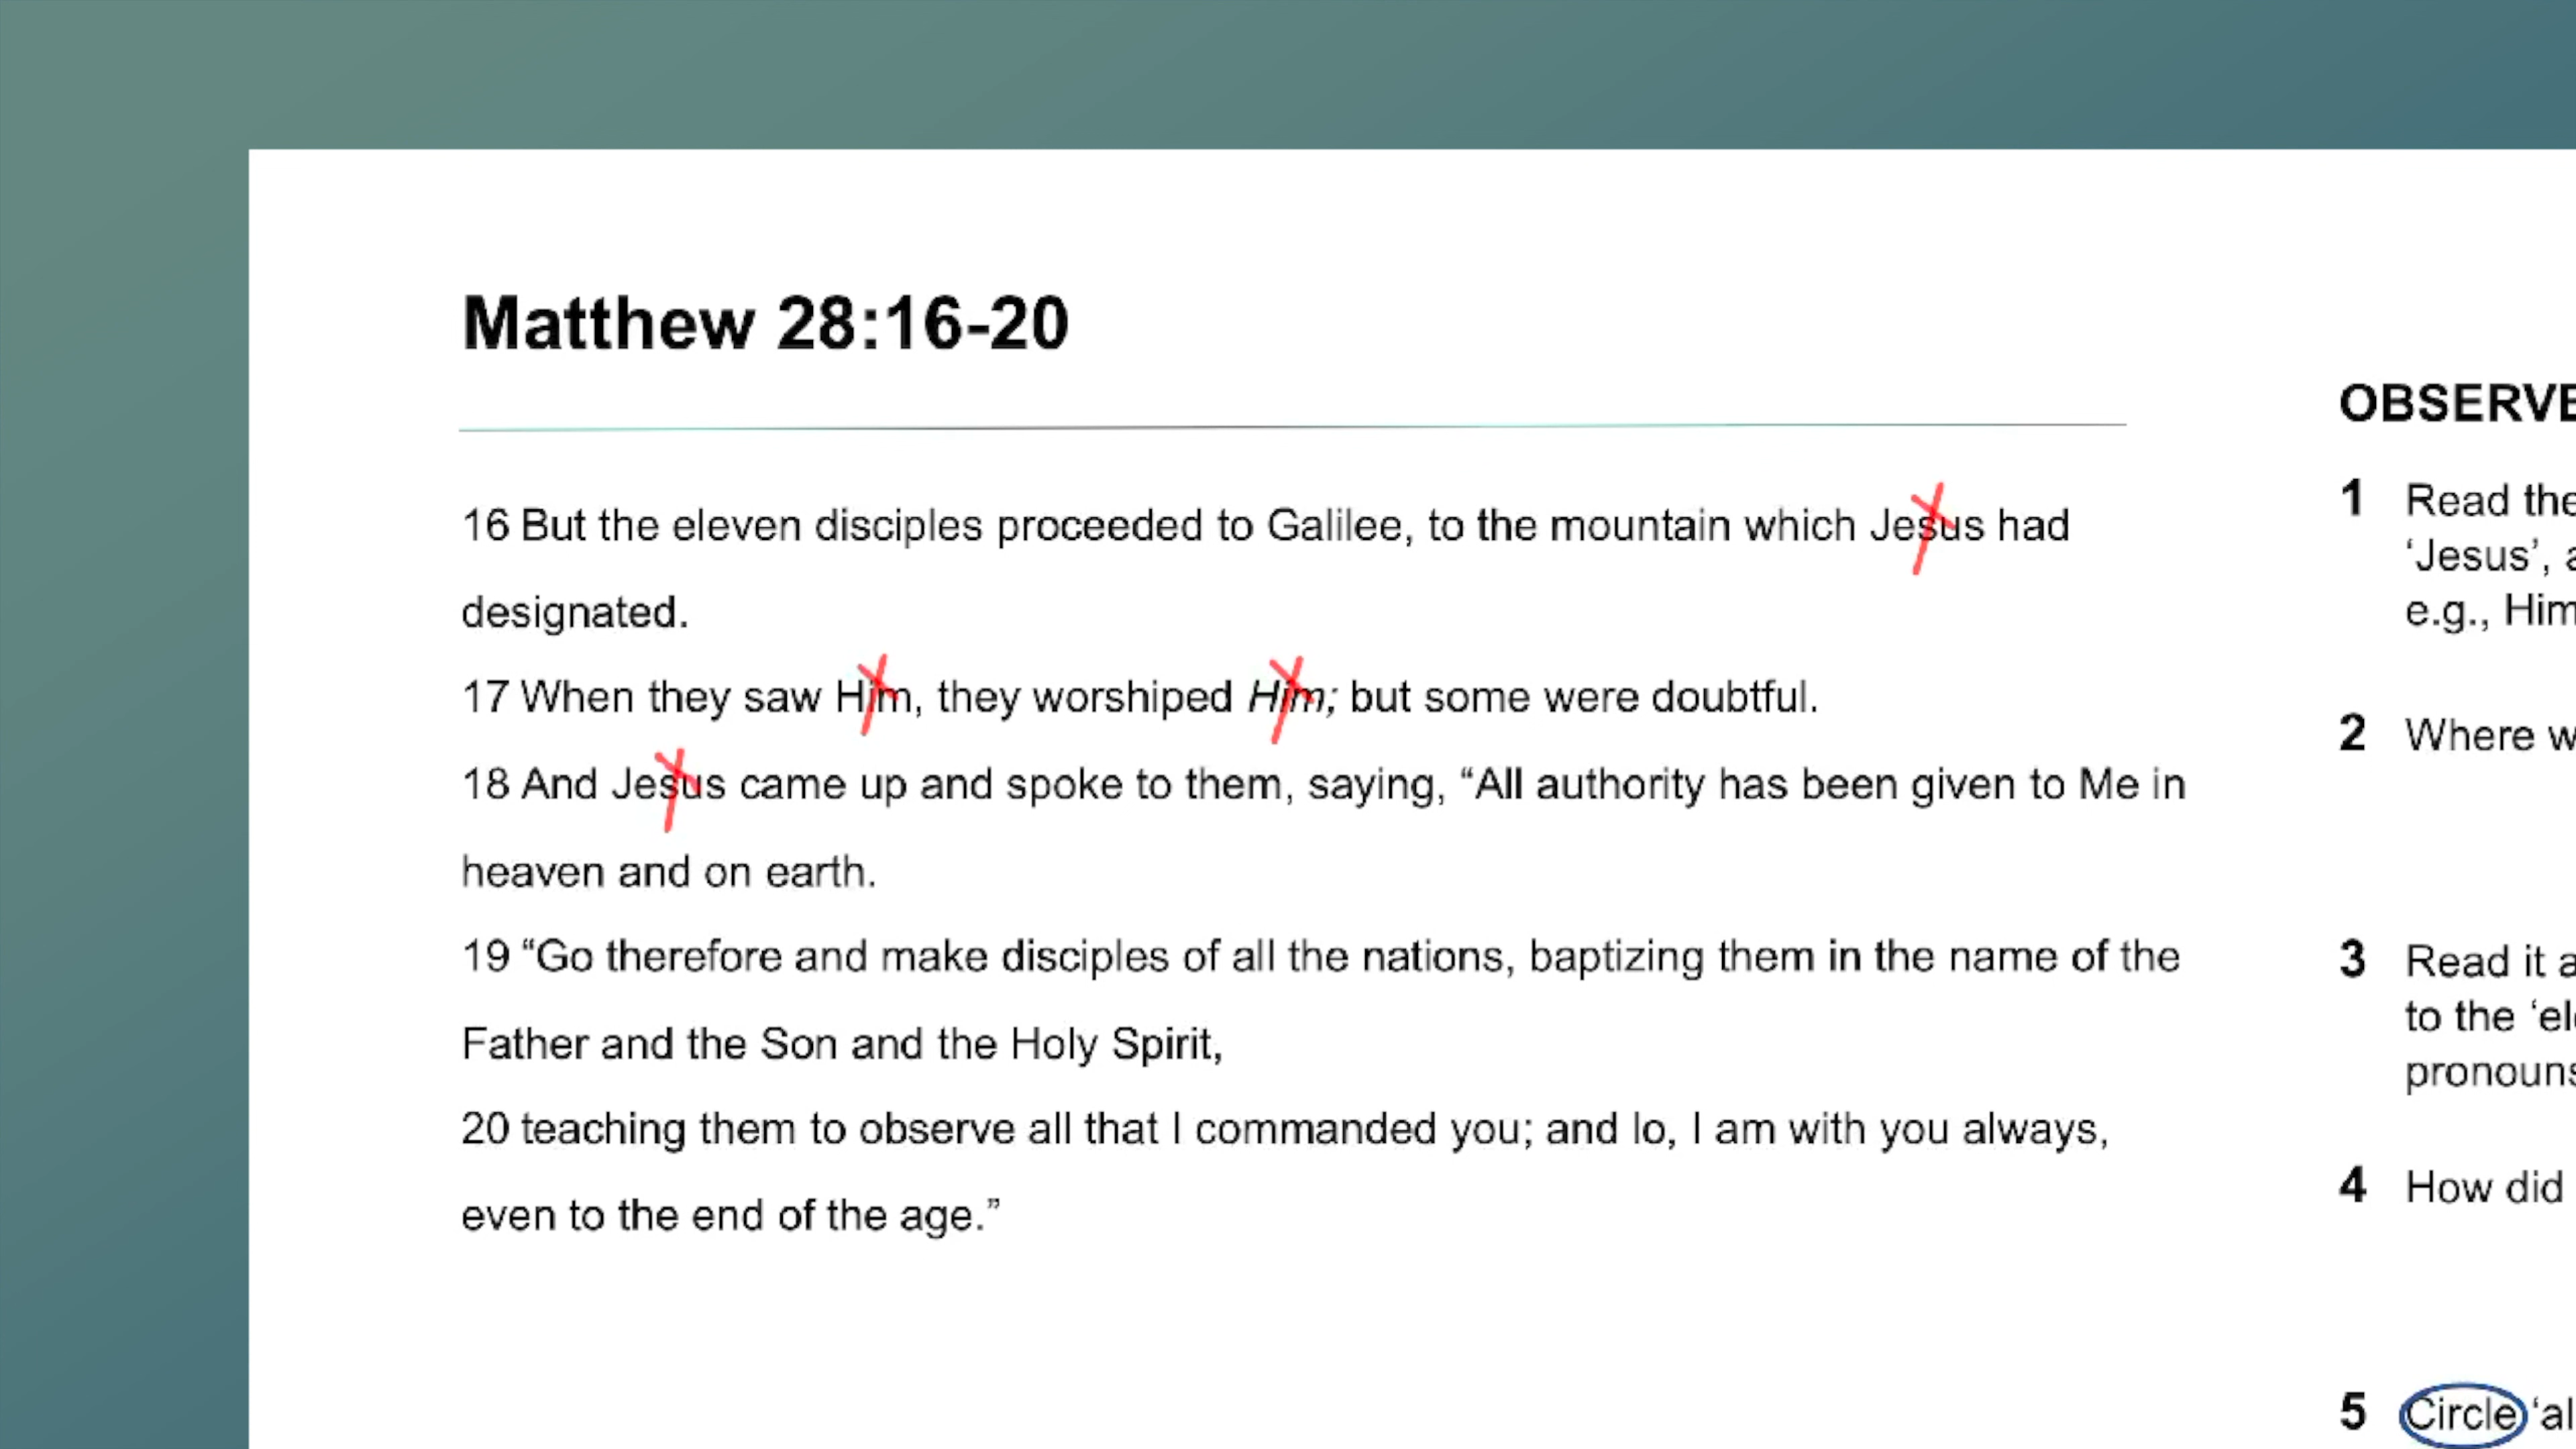 Matthew 28:16-20
16 But the eleven disciples proceeded to Galilee, to the mountain which Jesus had
designated.
17 When they saw Him, they worshiped Him; but some were doubtful.
18 And Jesus came up and spoke to them, saying, “All authority has been given to Me in
heaven and on earth.
19 “Go therefore and make disciples of all the nations, baptizing them in the name of the
Father and the Son and the Holy Spirit,
20 teaching them to observe all that I commanded you; and lo, I am with you always,
even to the end of the age.”
OBSERVE
1 Read the
‘Jesus’,
e.g., Him
2 Where
3 Read it
to the
pronouns
4 How did
5 Circle